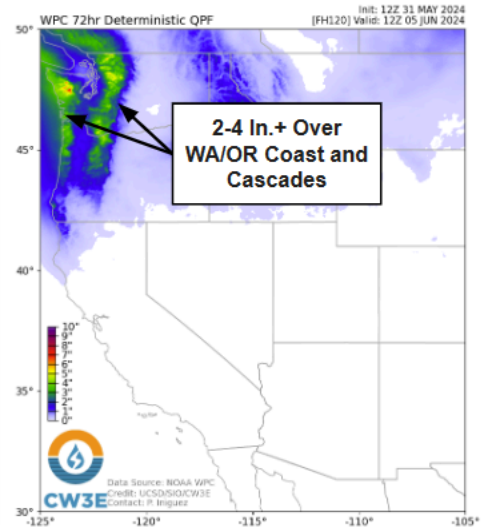 Init: 12Z 31 MAY 2024
WPC 72hr Deterministic QPF
[FH120] Valid: 12Z 05 JUN 2024
50°
2-4 In.+ Over
WA/OR Coast and
Cascades
45°
40°
10"
9"
8"
7"
6"
5"
4"
3"
2"
1"
0"
35°
Data Source: NOAA WPC
Credit: UCSD/SIO/CW3E
Contact: P. Iniguez
CW3E
30°
-125
-120
-115
-110
-105